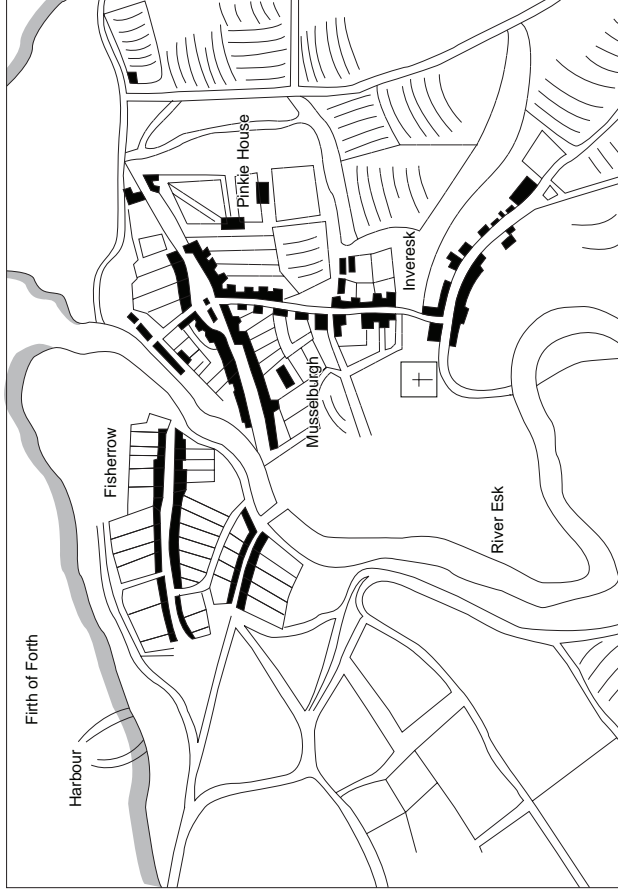 Firth of Forth
Harbour
Fisherrow
Pinkie House
Musselburgh
Inveresk
River Esk